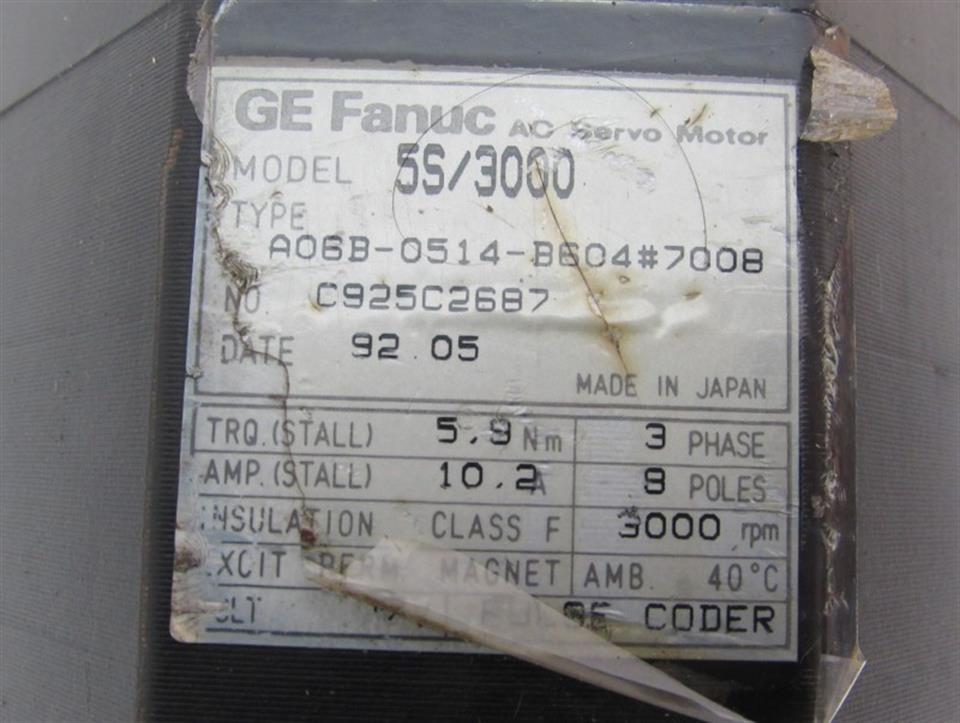 GE Fanuc AC Servo Motor
MODEL 5S/3000
TYPE
A06B-0514-B604#7008
NO. C925C2687
DATE 92.05
MADE IN JAPAN
TRQ.(STALL) 5.9 Nm 3 PHASE
AMP.(STALL) 10.2 A 8 POLES
INSULATION CLASS F 3000 rpm
EXCIT PERM MAGNET AMB. 40°C
CODER